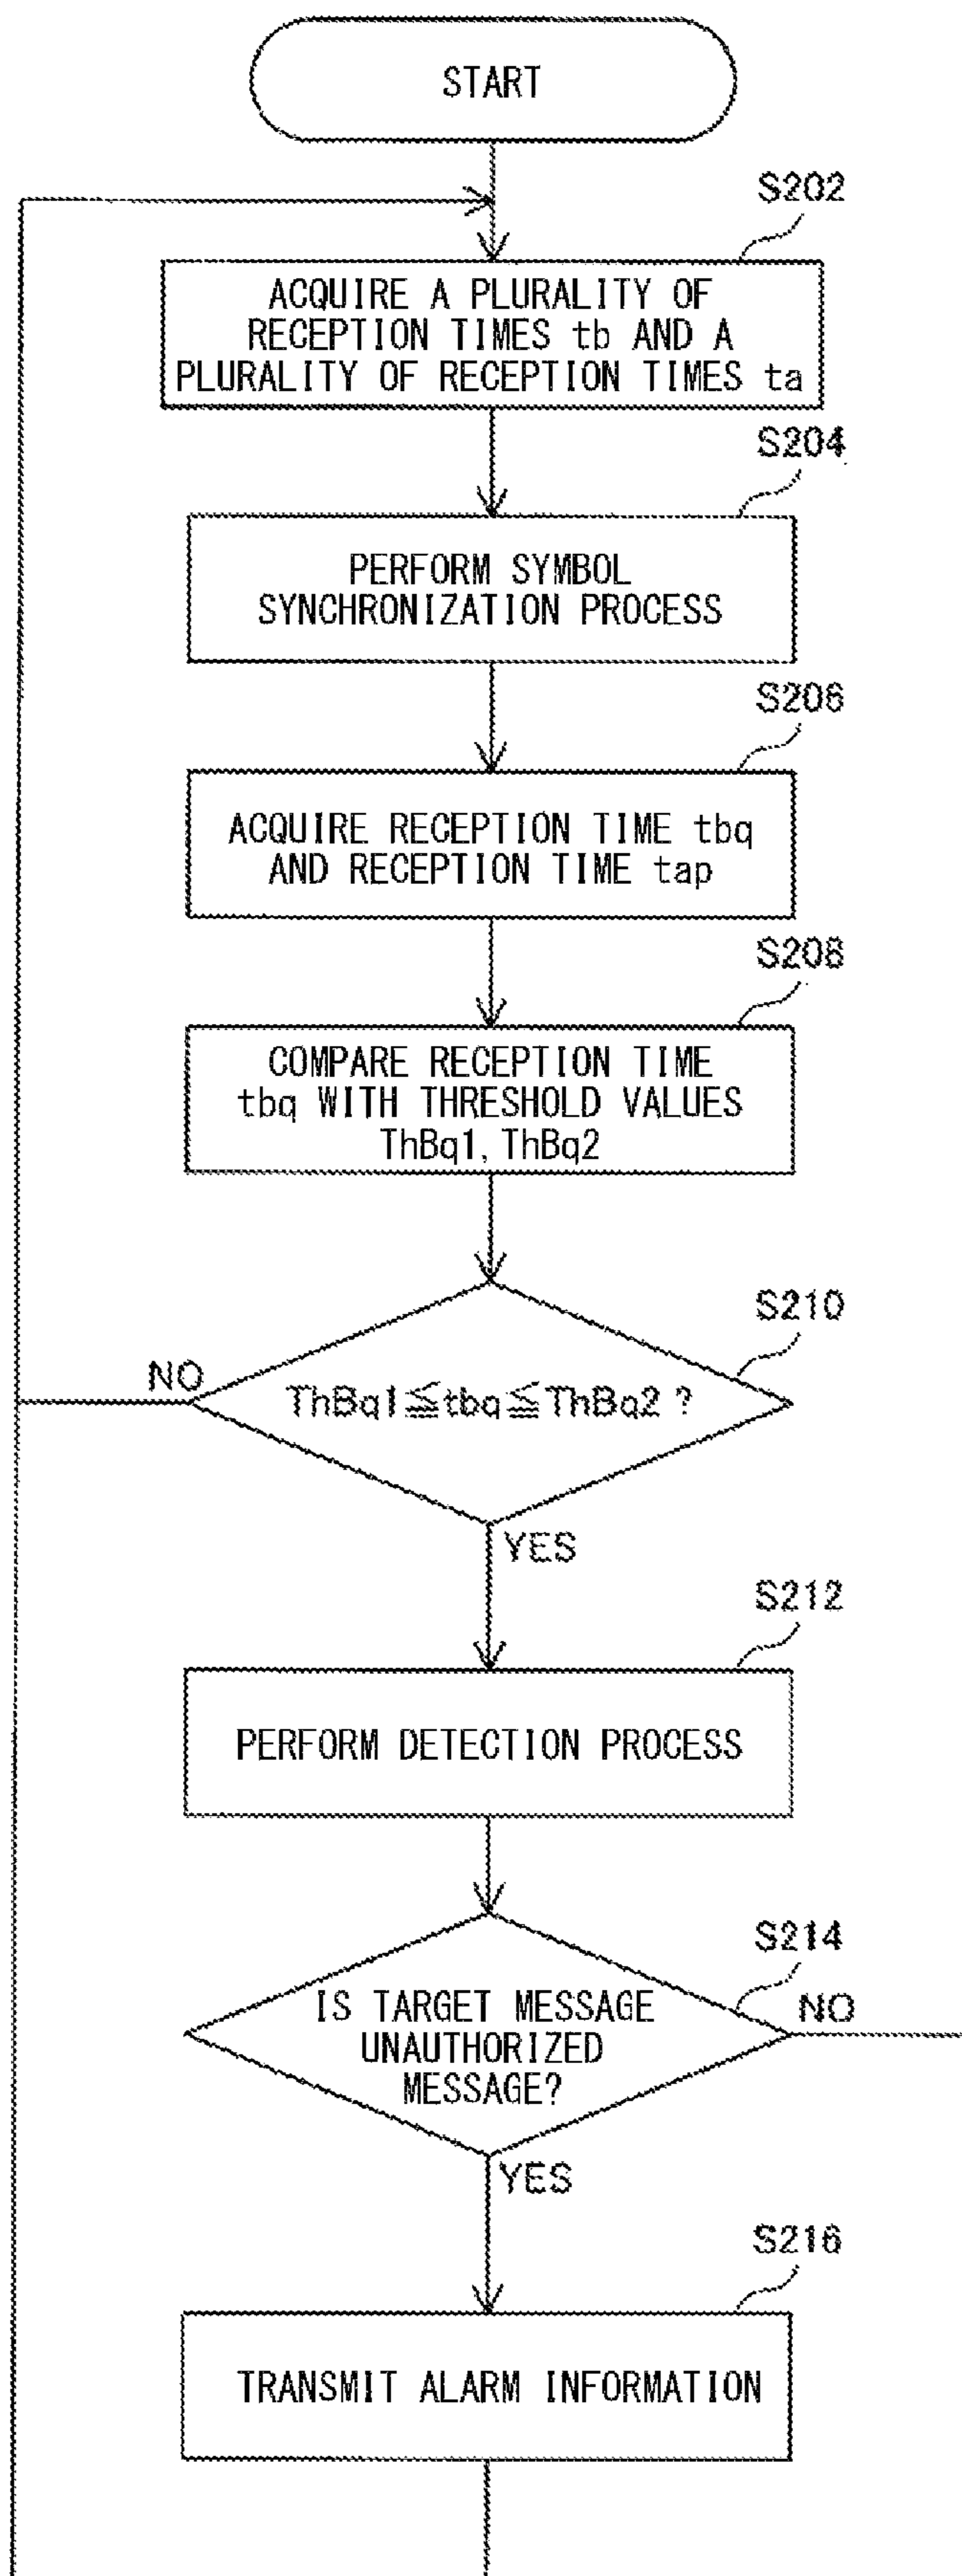 START
S202
ACQUIRE A PLURALITY OF
RECEPTION TIMES tb AND A
PLURALITY OF RECEPTION TIMES ta
S204
PERFORM SYMBOL
SYNCHRONIZATION PROCESS
S206
ACQUIRE RECEPTION TIME tbq
AND RECEPTION TIME tap
S208
COMPARE RECEPTION TIME
tbq WITH THRESHOLD VALUES
ThBq1, ThBq2
S210
NO
ThBq1≦tbq≦ThBq2 ?
YES
S212
PERFORM DETECTION PROCESS
S214
NO
IS TARGET MESSAGE
UNAUTHORIZED
MESSAGE?
YES
S216
TRANSMIT ALARM INFORMATION